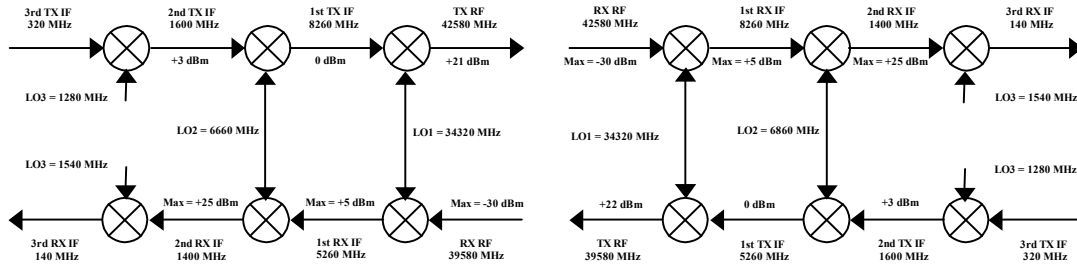 3rd TX IF
320 MHz
2nd TX IF
1600 MHz
1st TX IF
8260 MHz
TX RF
42580 MHz
+3 dBm
0 dBm
+21 dBm
LO3 = 1280 MHz
LO2 = 6660 MHz
LO1 = 34320 MHz
LO3 = 1540 MHz
Max = +25 dBm
Max = +5 dBm
Max = -30 dBm
3rd RX IF
140 MHz
2nd RX IF
1400 MHz
1st RX IF
5260 MHz
RX RF
39580 MHz
RX RF
42580 MHz
1st RX IF
8260 MHz
2nd RX IF
1400 MHz
3rd RX IF
140 MHz
Max = -30 dBm
Max = +5 dBm
Max = +25 dBm
LO3 = 1540 MHz
LO1 = 34320 MHz
LO2 = 6860 MHz
LO3 = 1280 MHz
+22 dBm
0 dBm
+3 dBm
TX RF
39580 MHz
1st TX IF
5260 MHz
2nd TX IF
1600 MHz
3rd TX IF
320 MHz